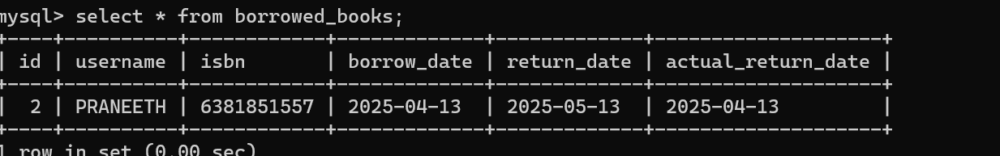 mysql> select * from borrowed_books;
+----+----------+------------+-------------+-------------+--------------------+
| id | username | isbn       | borrow_date | return_date | actual_return_date |
+----+----------+------------+-------------+-------------+--------------------+
|  2 | PRANEETH | 6381851557 | 2025-04-13  | 2025-05-13  | 2025-04-13         |
+----+----------+------------+-------------+-------------+--------------------+
1 row in set (0.00 sec)